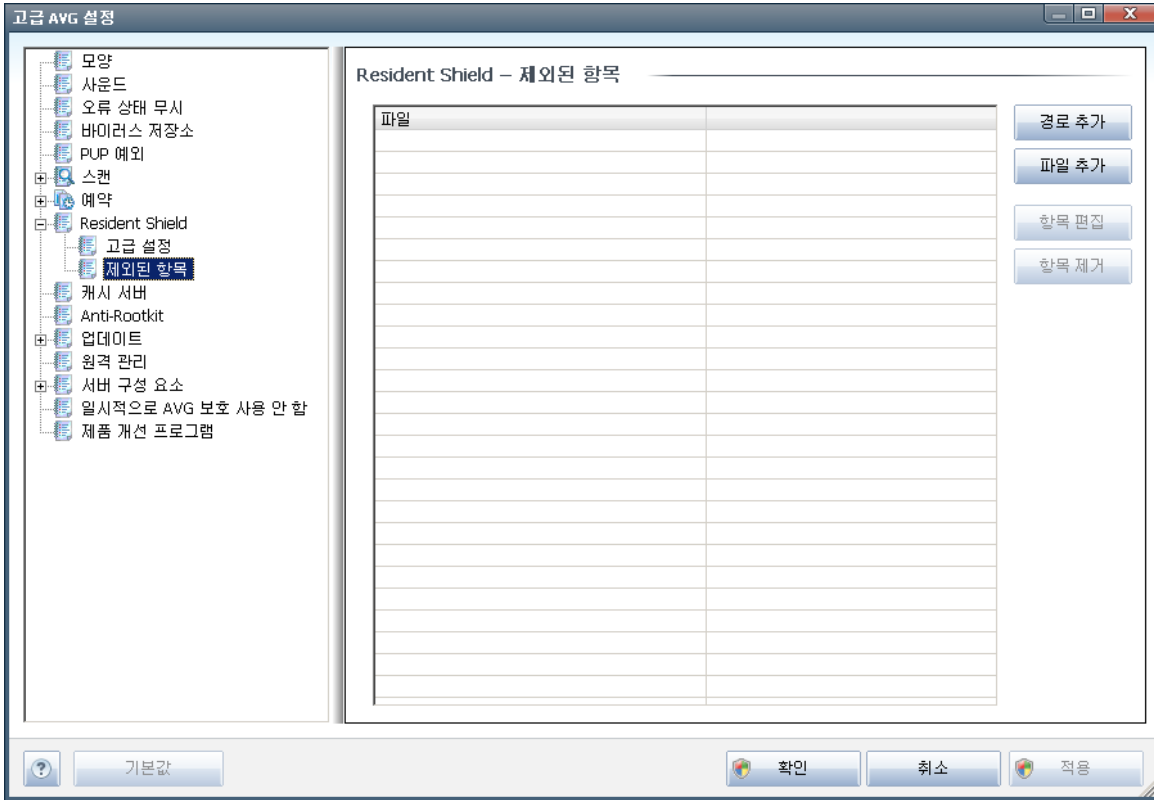 고급 AVG 설정
모양
사운드
오류 상태 무시
바이러스 저장소
PUP 예외
스캔
예약
Resident Shield
고급 설정
제외된 항목
캐시 서버
Anti-Rootkit
업데이트
원격 관리
서버 구성 요소
일시적으로 AVG 보호 사용 안 함
제품 개선 프로그램
Resident Shield – 제외된 항목
파일
경로 추가
파일 추가
항목 편집
항목 제거
기본값
확인
취소
적용